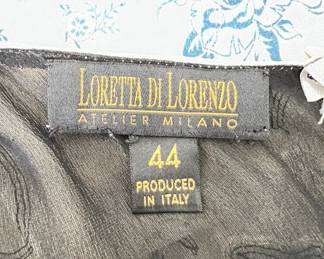 LORETTA DI LORENZO
ATELIER MILANO
44
PRODUCED
IN ITALY